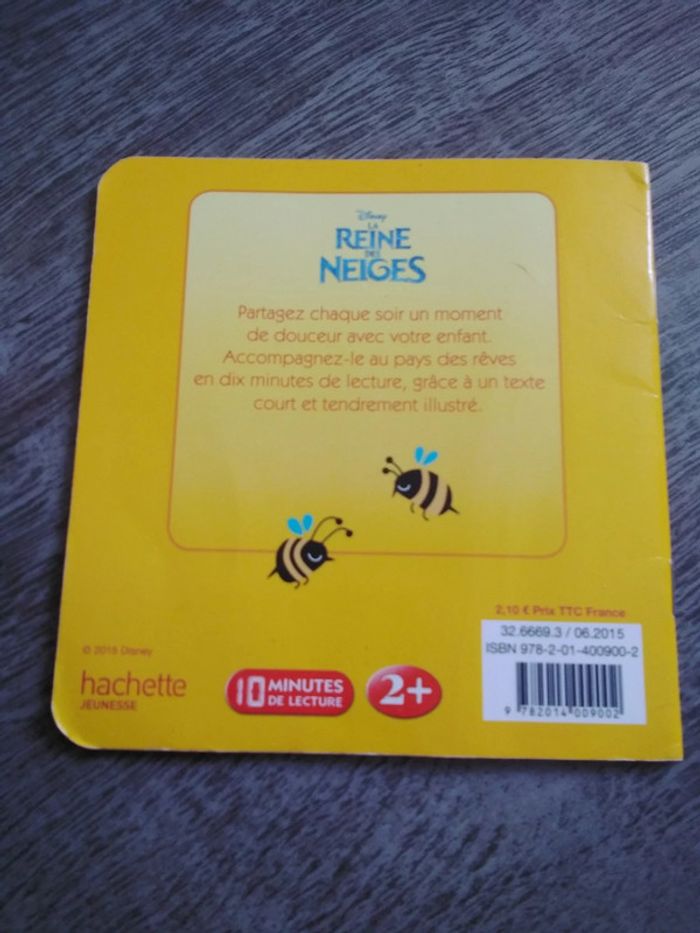 Disney
LA
REINE
DES
NEIGES
Partagez chaque soir un moment
de douceur avec votre enfant.
Accompagnez-le au pays des rêves
en dix minutes de lecture, grâce à un texte
court et tendrement illustré.
2,10 € Prix TTC France
32.6669.3 / 06.2015
ISBN 978-2-01-400900-2
9 782014 009002
© 2015 Disney
hachette
JEUNESSE
10 MINUTES
DE LECTURE
2+